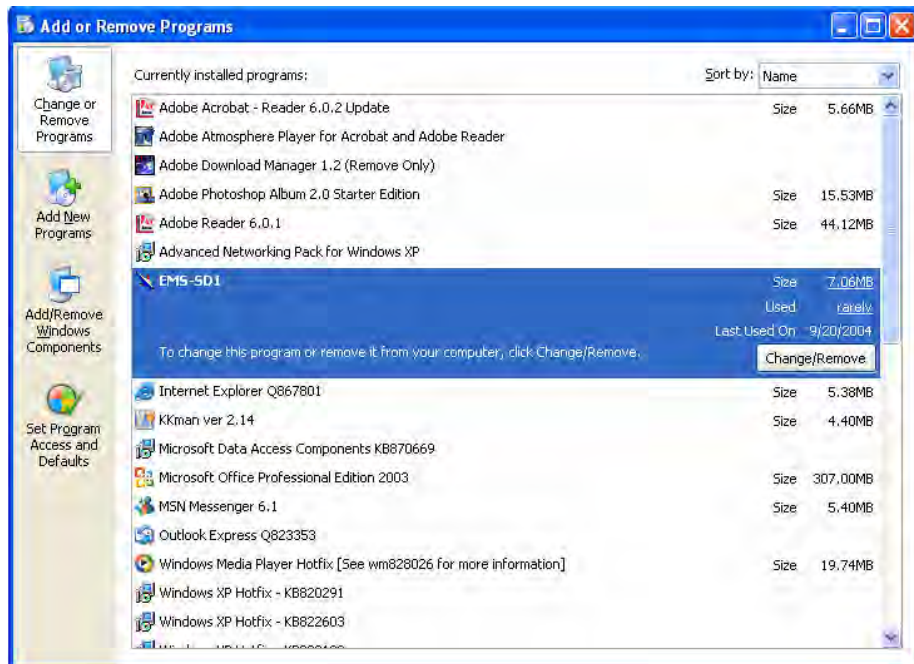 Add or Remove Programs
Change or
Remove
Programs
Add New
Programs
Add/Remove
Windows
Components
Set Program
Access and
Defaults
Currently installed programs:
Sort by: Name
Adobe Acrobat - Reader 6.0.2 Update Size 5.66MB
Adobe Atmosphere Player for Acrobat and Adobe Reader
Adobe Download Manager 1.2 (Remove Only)
Adobe Photoshop Album 2.0 Starter Edition Size 15.53MB
Adobe Reader 6.0.1 Size 44.12MB
Advanced Networking Pack for Windows XP
EMS-SD1 Size 7.06MB
Used rarely
Last Used On 9/20/2004
To change this program or remove it from your computer, click Change/Remove.
Change/Remove
Internet Explorer Q867801 Size 5.38MB
KKman ver 2.14 Size 4.40MB
Microsoft Data Access Components KB870669
Microsoft Office Professional Edition 2003 Size 307.00MB
MSN Messenger 6.1 Size 5.40MB
Outlook Express Q823353
Windows Media Player Hotfix [See wm828026 for more information] Size 19.74MB
Windows XP Hotfix - KB820291
Windows XP Hotfix - KB822603